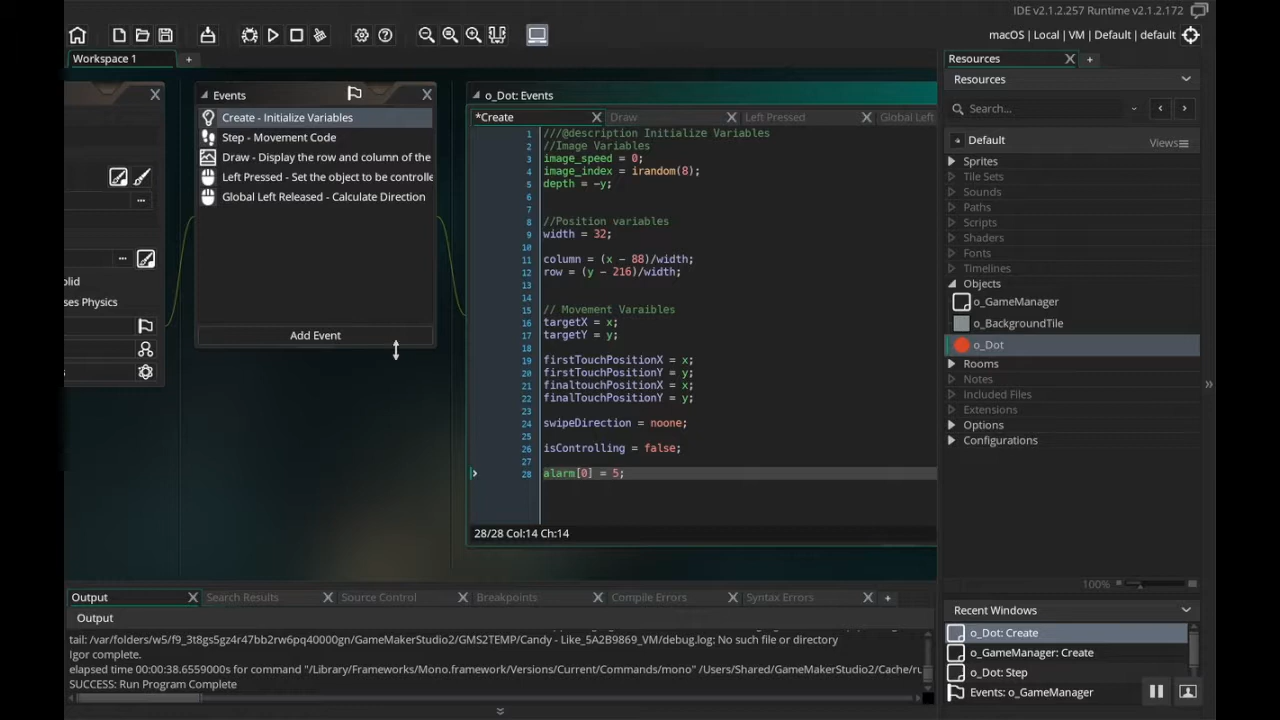 IDE v2.1.2.257 Runtime v2.1.2.172
macOS | Local | VM | Default | default
Workspace 1
Events
Create - Initialize Variables
Step - Movement Code
Draw - Display the row and column of the
Left Pressed - Set the object to be controlle
Global Left Released - Calculate Direction
Add Event
olid
ses Physics
o_Dot: Events
*Create
Draw
Left Pressed
Global Left
1 ///@description Initialize Variables
2 //Image Variables
3 image_speed = 0;
4 image_index = irandom(8);
5 depth = -y;
6
7
8 //Position variables
9 width = 32;
10
11 column = (x - 88)/width;
12 row = (y - 216)/width;
13
14
15 // Movement Varaibles
16 targetX = x;
17 targetY = y;
18
19 firstTouchPositionX = x;
20 firstTouchPositionY = y;
21 finaltouchPositionX = x;
22 finalTouchPositionY = y;
23
24 swipeDirection = noone;
25
26 isControlling = false;
27
28 alarm[0] = 5;
28/28 Col:14 Ch:14
Resources
Resources
Search...
Default
Views
Sprites
Tile Sets
Sounds
Paths
Scripts
Shaders
Fonts
Timelines
Objects
o_GameManager
o_BackgroundTile
o_Dot
Rooms
Notes
Included Files
Extensions
Options
Configurations
100%
Recent Windows
o_Dot: Create
o_GameManager: Create
o_Dot: Step
Events: o_GameManager
Output
Search Results
Source Control
Breakpoints
Compile Errors
Syntax Errors
Output
tail: /var/folders/w5/f9_3t8gs5gz4r47bb2rw6pq40000gn/GameMakerStudio2/GMS2TEMP/Candy - Like_5A2B9869_VM/debug.log: No such file or directory
Igor complete.
elapsed time 00:00:38.6559000s for command "/Library/Frameworks/Mono.framework/Versions/Current/Commands/mono" "/Users/Shared/GameMakerStudio2/Cache/ru
SUCCESS: Run Program Complete